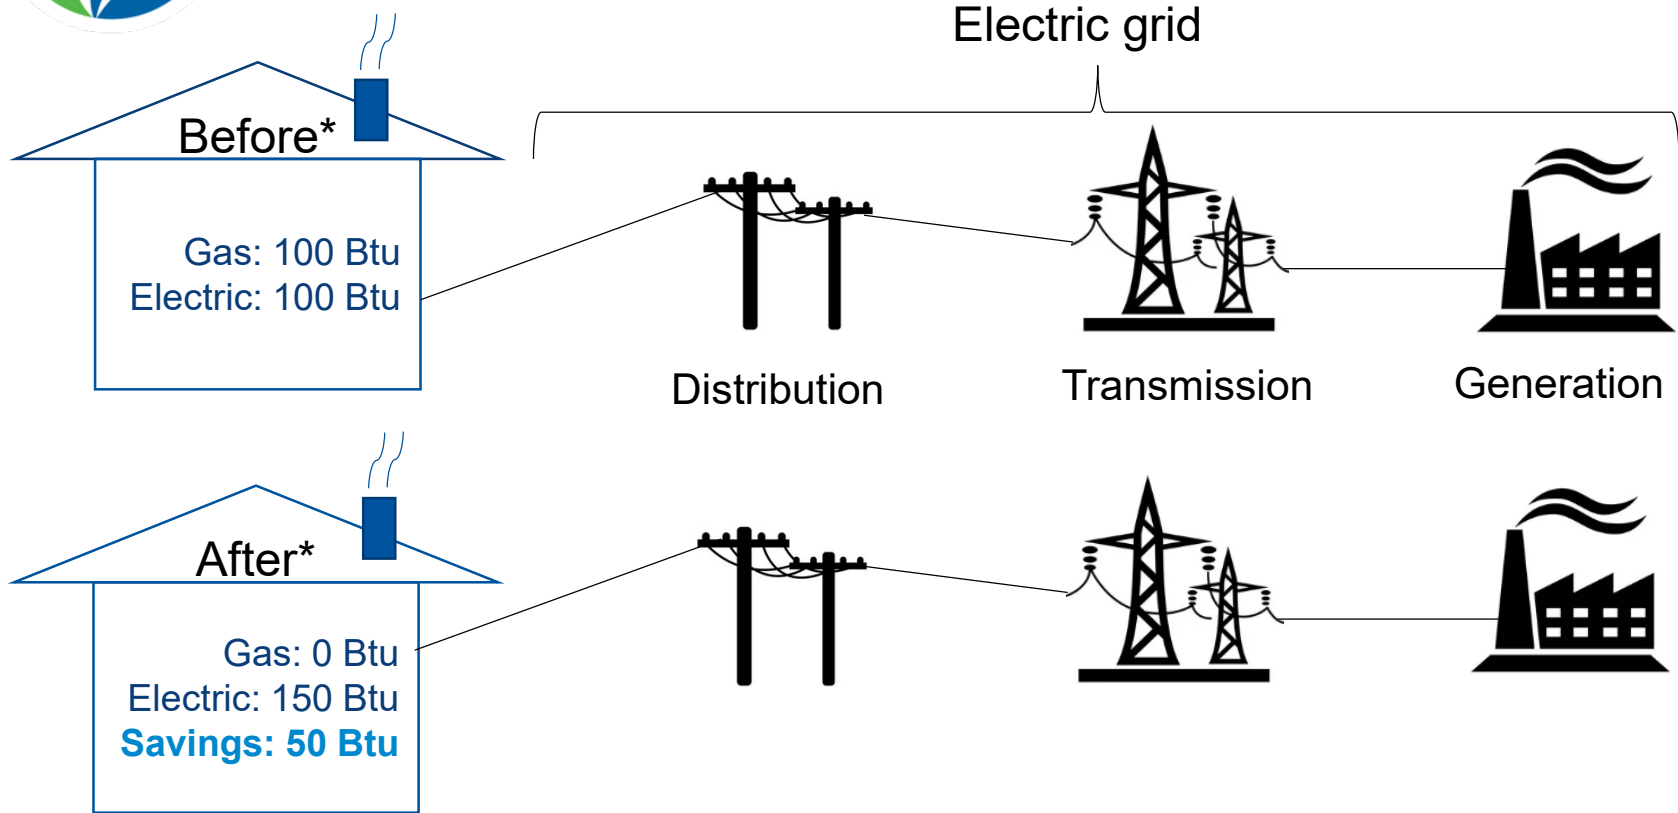 Electric grid
Before*
Gas: 100 Btu
Electric: 100 Btu
Distribution
Transmission
Generation
After*
Gas: 0 Btu
Electric: 150 Btu
Savings: 50 Btu